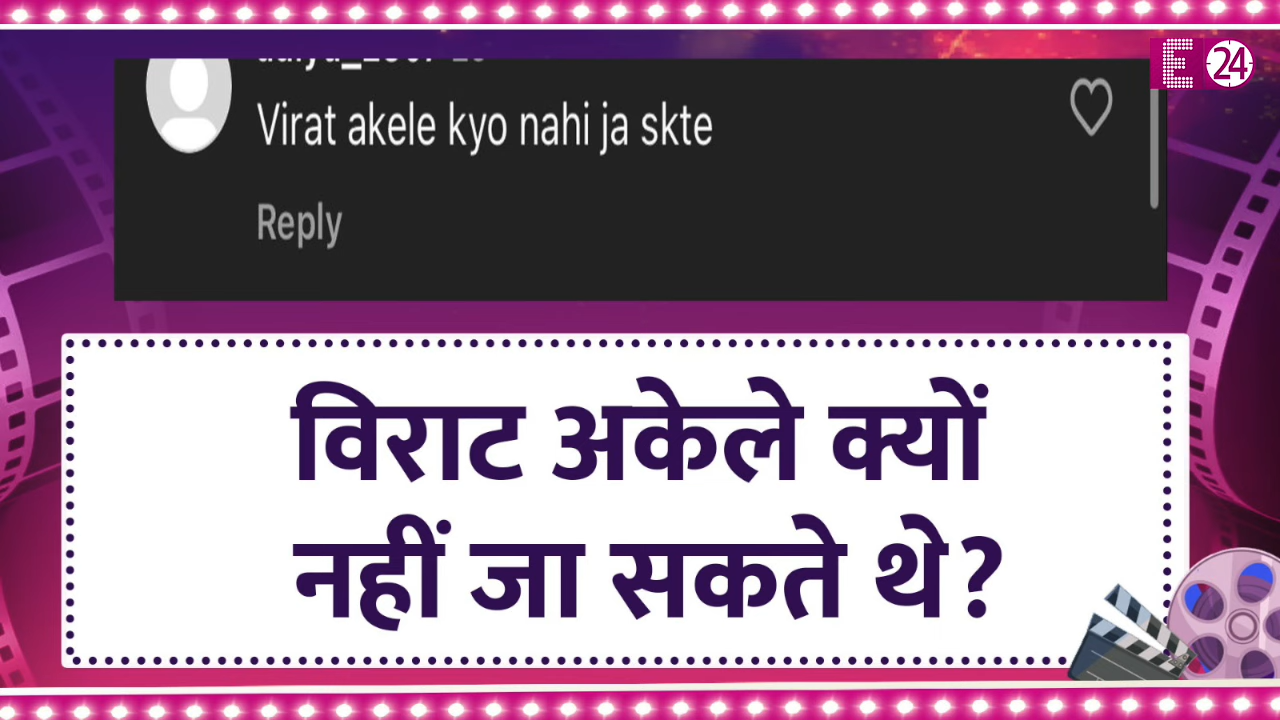 E 24
Virat akele kyo nahi ja skte
Reply
विराट अकेले क्यों
नहीं जा सकते थे?